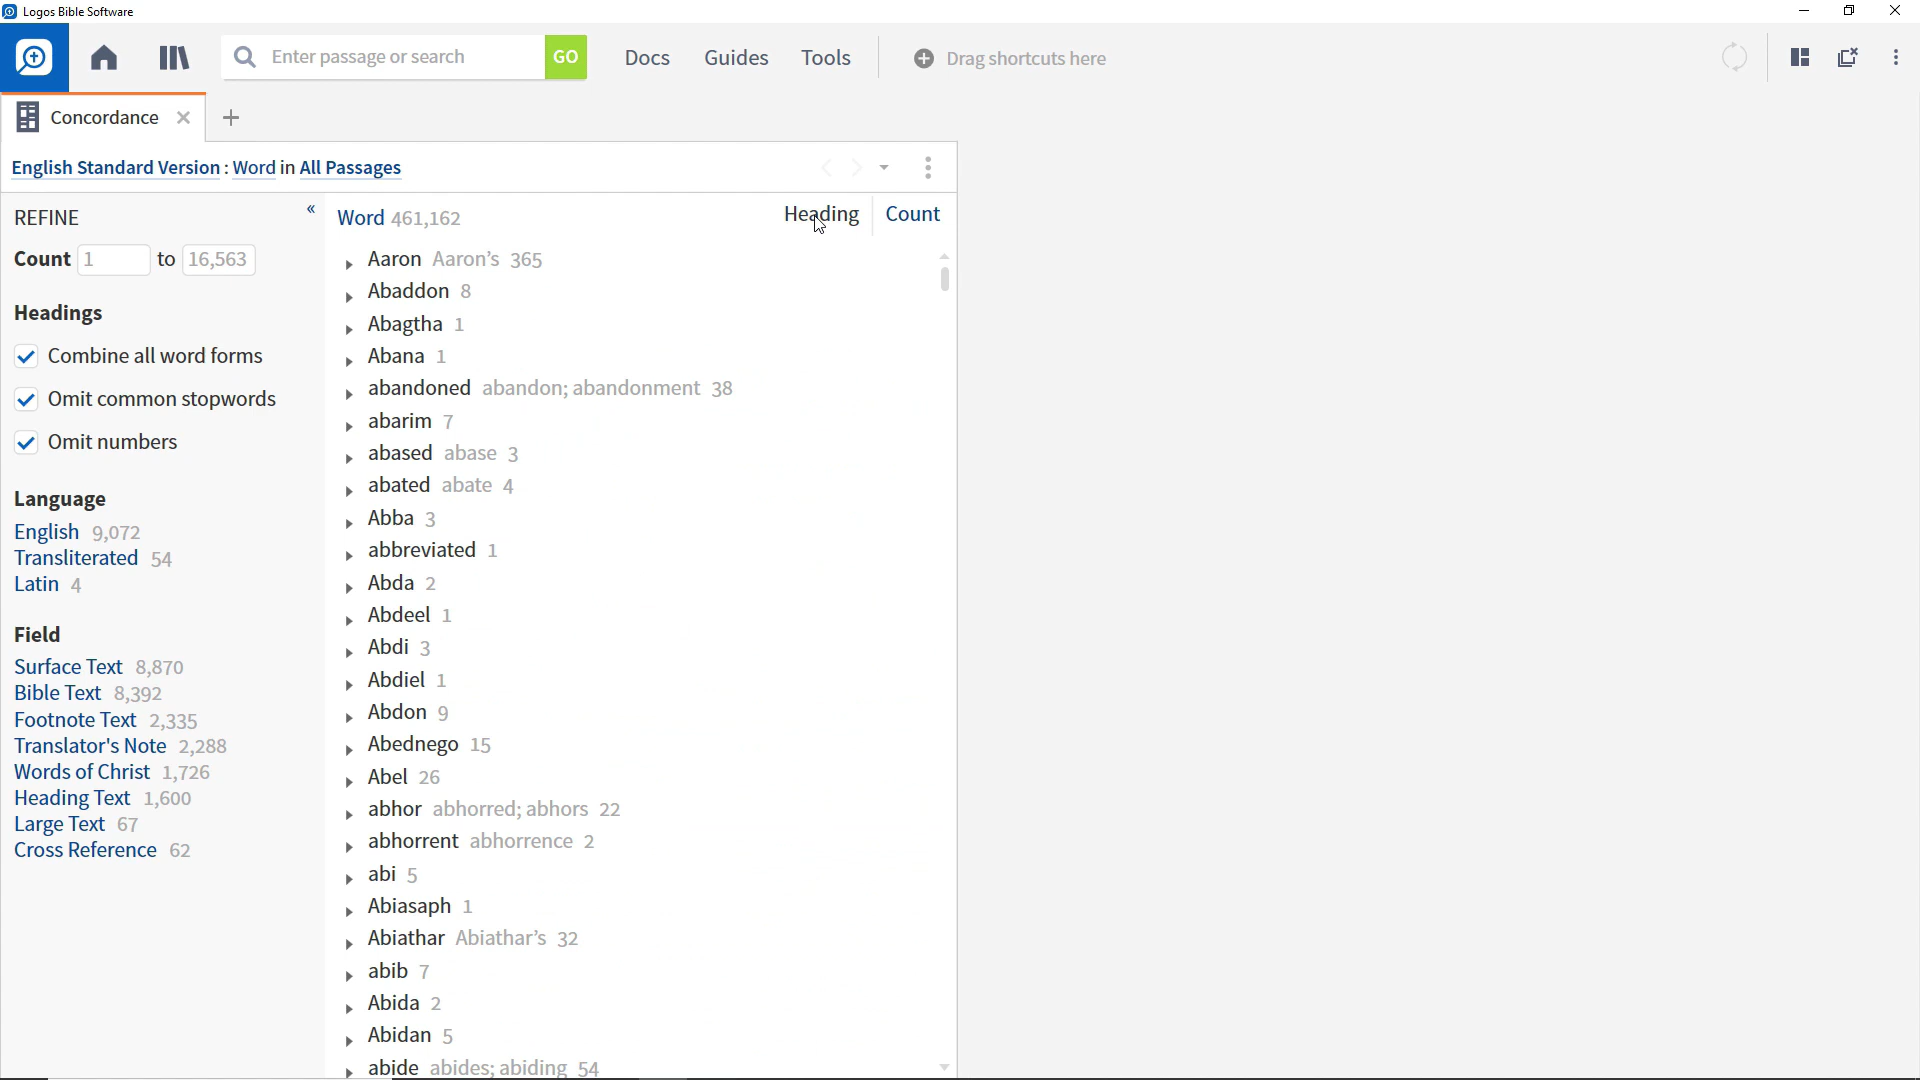 Logos Bible Software
Enter passage or search GO Docs Guides Tools Drag shortcuts here
Concordance
English Standard Version : Word in All Passages
REFINE
Count 1 to 16,563
Headings
Combine all word forms
Omit common stopwords
Omit numbers
Language
English 9,072
Transliterated 54
Latin 4
Field
Surface Text 8,870
Bible Text 8,392
Footnote Text 2,335
Translator's Note 2,288
Words of Christ 1,726
Heading Text 1,600
Large Text 67
Cross Reference 62
Word 461,162 Heading Count
Aaron Aaron’s 365
Abaddon 8
Abagtha 1
Abana 1
abandoned abandon; abandonment 38
abarim 7
abased abase 3
abated abate 4
Abba 3
abbreviated 1
Abda 2
Abdeel 1
Abdi 3
Abdiel 1
Abdon 9
Abednego 15
Abel 26
abhor abhorred; abhors 22
abhorrent abhorrence 2
abi 5
Abiasaph 1
Abiathar Abiathar’s 32
abib 7
Abida 2
Abidan 5
abide abides; abiding 54